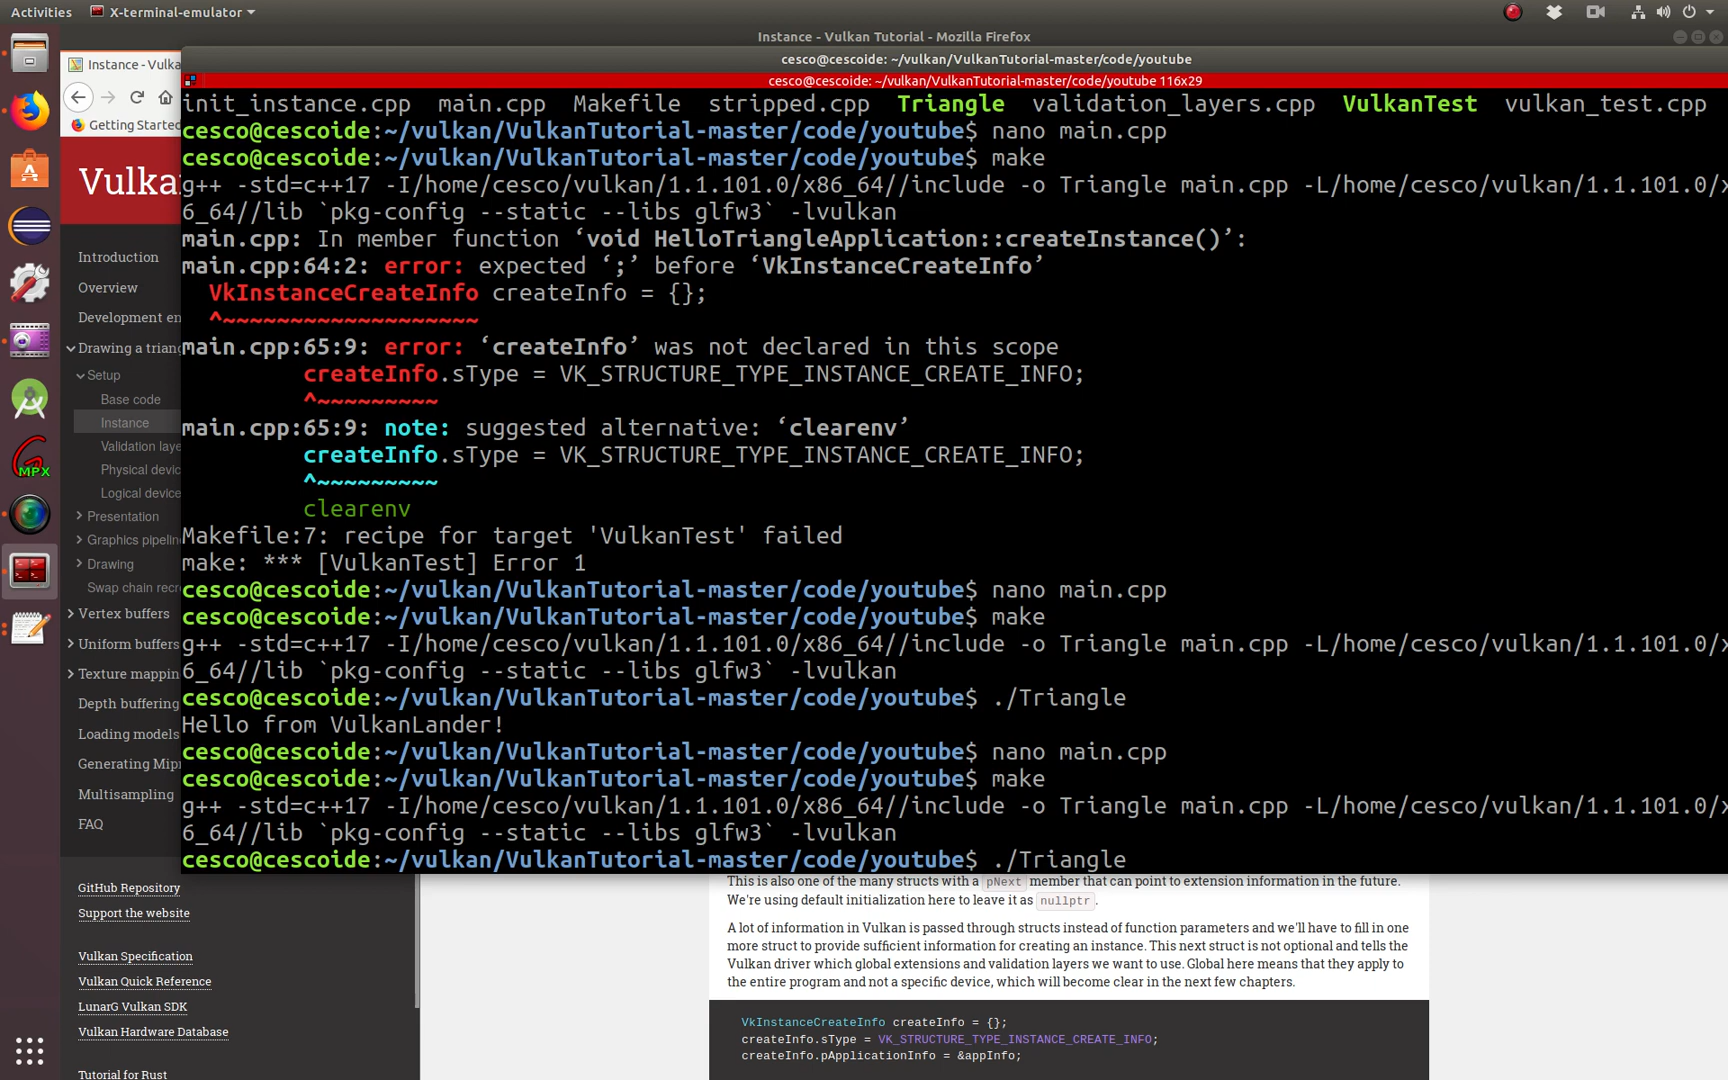 Activities
X-terminal-emulator
Instance - Vulkan Tutorial - Mozilla Firefox
cesco@cescoide: ~/vulkan/VulkanTutorial-master/code/youtube
cesco@cescoide: ~/vulkan/VulkanTutorial-master/code/youtube 116x29
init_instance.cpp  main.cpp  Makefile  stripped.cpp  Triangle  validation_layers.cpp  VulkanTest  vulkan_test.cpp
cesco@cescoide:~/vulkan/VulkanTutorial-master/code/youtube$ nano main.cpp
cesco@cescoide:~/vulkan/VulkanTutorial-master/code/youtube$ make
g++ -std=c++17 -I/home/cesco/vulkan/1.1.101.0/x86_64//include -o Triangle main.cpp -L/home/cesco/vulkan/1.1.101.0/x
6_64//lib `pkg-config --static --libs glfw3` -lvulkan
main.cpp: In member function ‘void HelloTriangleApplication::createInstance()’:
main.cpp:64:2: error: expected ‘;’ before ‘VkInstanceCreateInfo’
VkInstanceCreateInfo createInfo = {};
^~~~~~~~~~~~~~~~~~~~
main.cpp:65:9: error: ‘createInfo’ was not declared in this scope
createInfo.sType = VK_STRUCTURE_TYPE_INSTANCE_CREATE_INFO;
^~~~~~~~~~
main.cpp:65:9: note: suggested alternative: ‘clearenv’
createInfo.sType = VK_STRUCTURE_TYPE_INSTANCE_CREATE_INFO;
^~~~~~~~~~
clearenv
Makefile:7: recipe for target 'VulkanTest' failed
make: *** [VulkanTest] Error 1
cesco@cescoide:~/vulkan/VulkanTutorial-master/code/youtube$ nano main.cpp
cesco@cescoide:~/vulkan/VulkanTutorial-master/code/youtube$ make
g++ -std=c++17 -I/home/cesco/vulkan/1.1.101.0/x86_64//include -o Triangle main.cpp -L/home/cesco/vulkan/1.1.101.0/x
6_64//lib `pkg-config --static --libs glfw3` -lvulkan
cesco@cescoide:~/vulkan/VulkanTutorial-master/code/youtube$ ./Triangle
Hello from VulkanLander!
cesco@cescoide:~/vulkan/VulkanTutorial-master/code/youtube$ nano main.cpp
cesco@cescoide:~/vulkan/VulkanTutorial-master/code/youtube$ make
g++ -std=c++17 -I/home/cesco/vulkan/1.1.101.0/x86_64//include -o Triangle main.cpp -L/home/cesco/vulkan/1.1.101.0/x
6_64//lib `pkg-config --static --libs glfw3` -lvulkan
cesco@cescoide:~/vulkan/VulkanTutorial-master/code/youtube$ ./Triangle
Instance - Vulka
Getting Started
Vulka
Introduction
Overview
Development en
Drawing a triang
Setup
Base code
Instance
Validation laye
Physical devic
Logical device
Presentation
Graphics pipelin
Drawing
Swap chain recr
Vertex buffers
Uniform buffers
Texture mappin
Depth buffering
Loading models
Generating Mip
Multisampling
FAQ
GitHub Repository
Support the website
Vulkan Specification
Vulkan Quick Reference
LunarG Vulkan SDK
Vulkan Hardware Database
Tutorial for Rust
MPX
This is also one of the many structs with a pNext member that can point to extension information in the future.
We're using default initialization here to leave it as nullptr.
A lot of information in Vulkan is passed through structs instead of function parameters and we'll have to fill in one
more struct to provide sufficient information for creating an instance. This next struct is not optional and tells the
Vulkan driver which global extensions and validation layers we want to use. Global here means that they apply to
the entire program and not a specific device, which will become clear in the next few chapters.
VkInstanceCreateInfo createInfo = {};
createInfo.sType = VK_STRUCTURE_TYPE_INSTANCE_CREATE_INFO;
createInfo.pApplicationInfo = &appInfo;